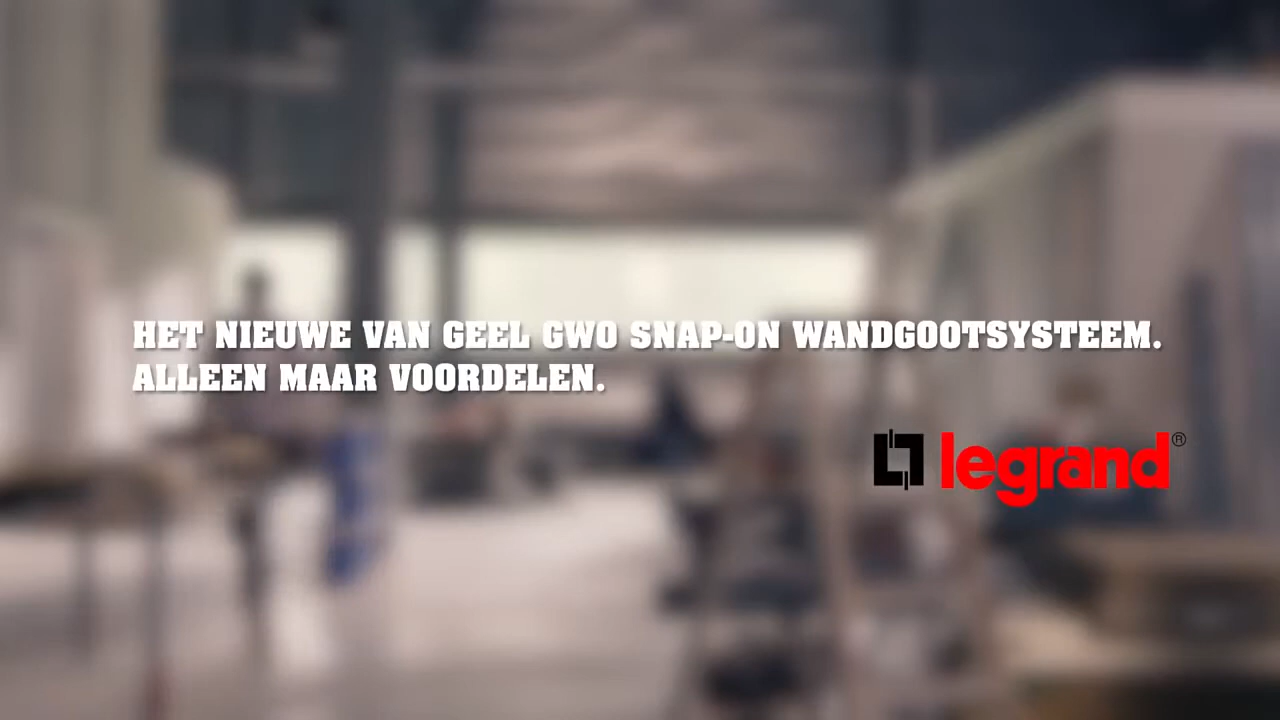 HET NIEUWE VAN GEEL GWO SNAP-ON WANDGOOTSYSTEEM.
ALLEEN MAAR VOORDELEN.
legrand®